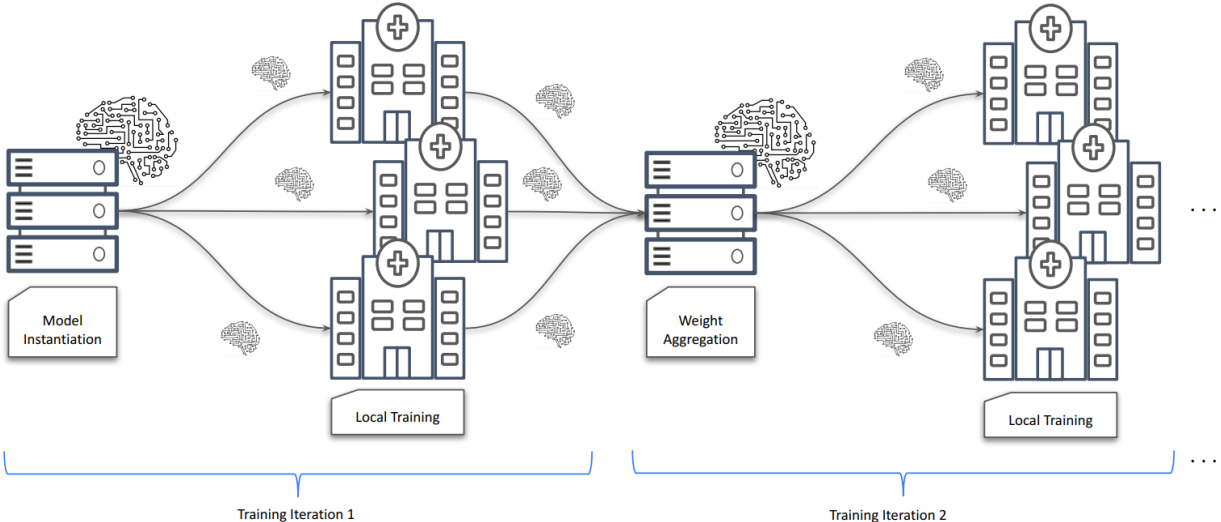 Model
Instantiation
Local Training
Weight
Aggregation
Local Training
. . .
Training Iteration 1
Training Iteration 2
. . .